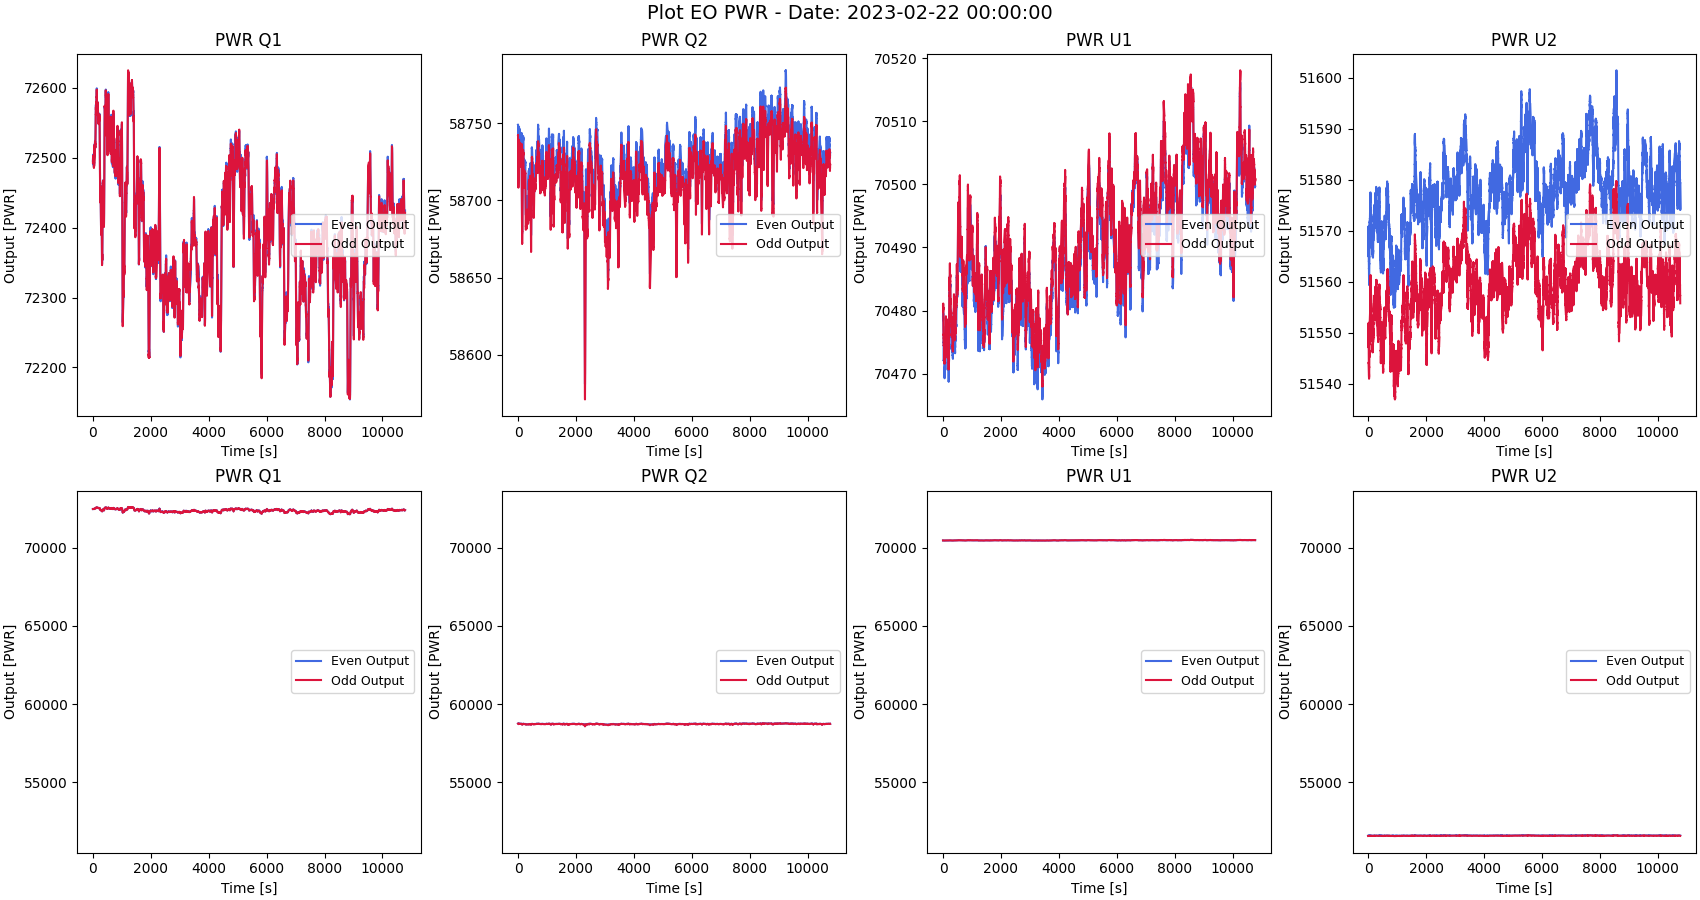 Plot EO PWR - Date: 2023-02-22 00:00:00
PWR Q1
PWR Q2
PWR U1
PWR U2
Output [PWR]
72600
72500
72400
72300
72200
Even Output
Odd Output
0 2000 4000 6000 8000 10000
Time [s]
Output [PWR]
58750
58700
58650
58600
Even Output
Odd Output
0 2000 4000 6000 8000 10000
Time [s]
Output [PWR]
70520
70510
70500
70490
70480
70470
Even Output
Odd Output
0 2000 4000 6000 8000 10000
Time [s]
Output [PWR]
51600
51590
51580
51570
51560
51550
51540
Even Output
Odd Output
0 2000 4000 6000 8000 10000
Time [s]
PWR Q1
PWR Q2
PWR U1
PWR U2
Output [PWR]
70000
65000
60000
55000
Even Output
Odd Output
0 2000 4000 6000 8000 10000
Time [s]
Output [PWR]
70000
65000
60000
55000
Even Output
Odd Output
0 2000 4000 6000 8000 10000
Time [s]
Output [PWR]
70000
65000
60000
55000
Even Output
Odd Output
0 2000 4000 6000 8000 10000
Time [s]
Output [PWR]
70000
65000
60000
55000
Even Output
Odd Output
0 2000 4000 6000 8000 10000
Time [s]